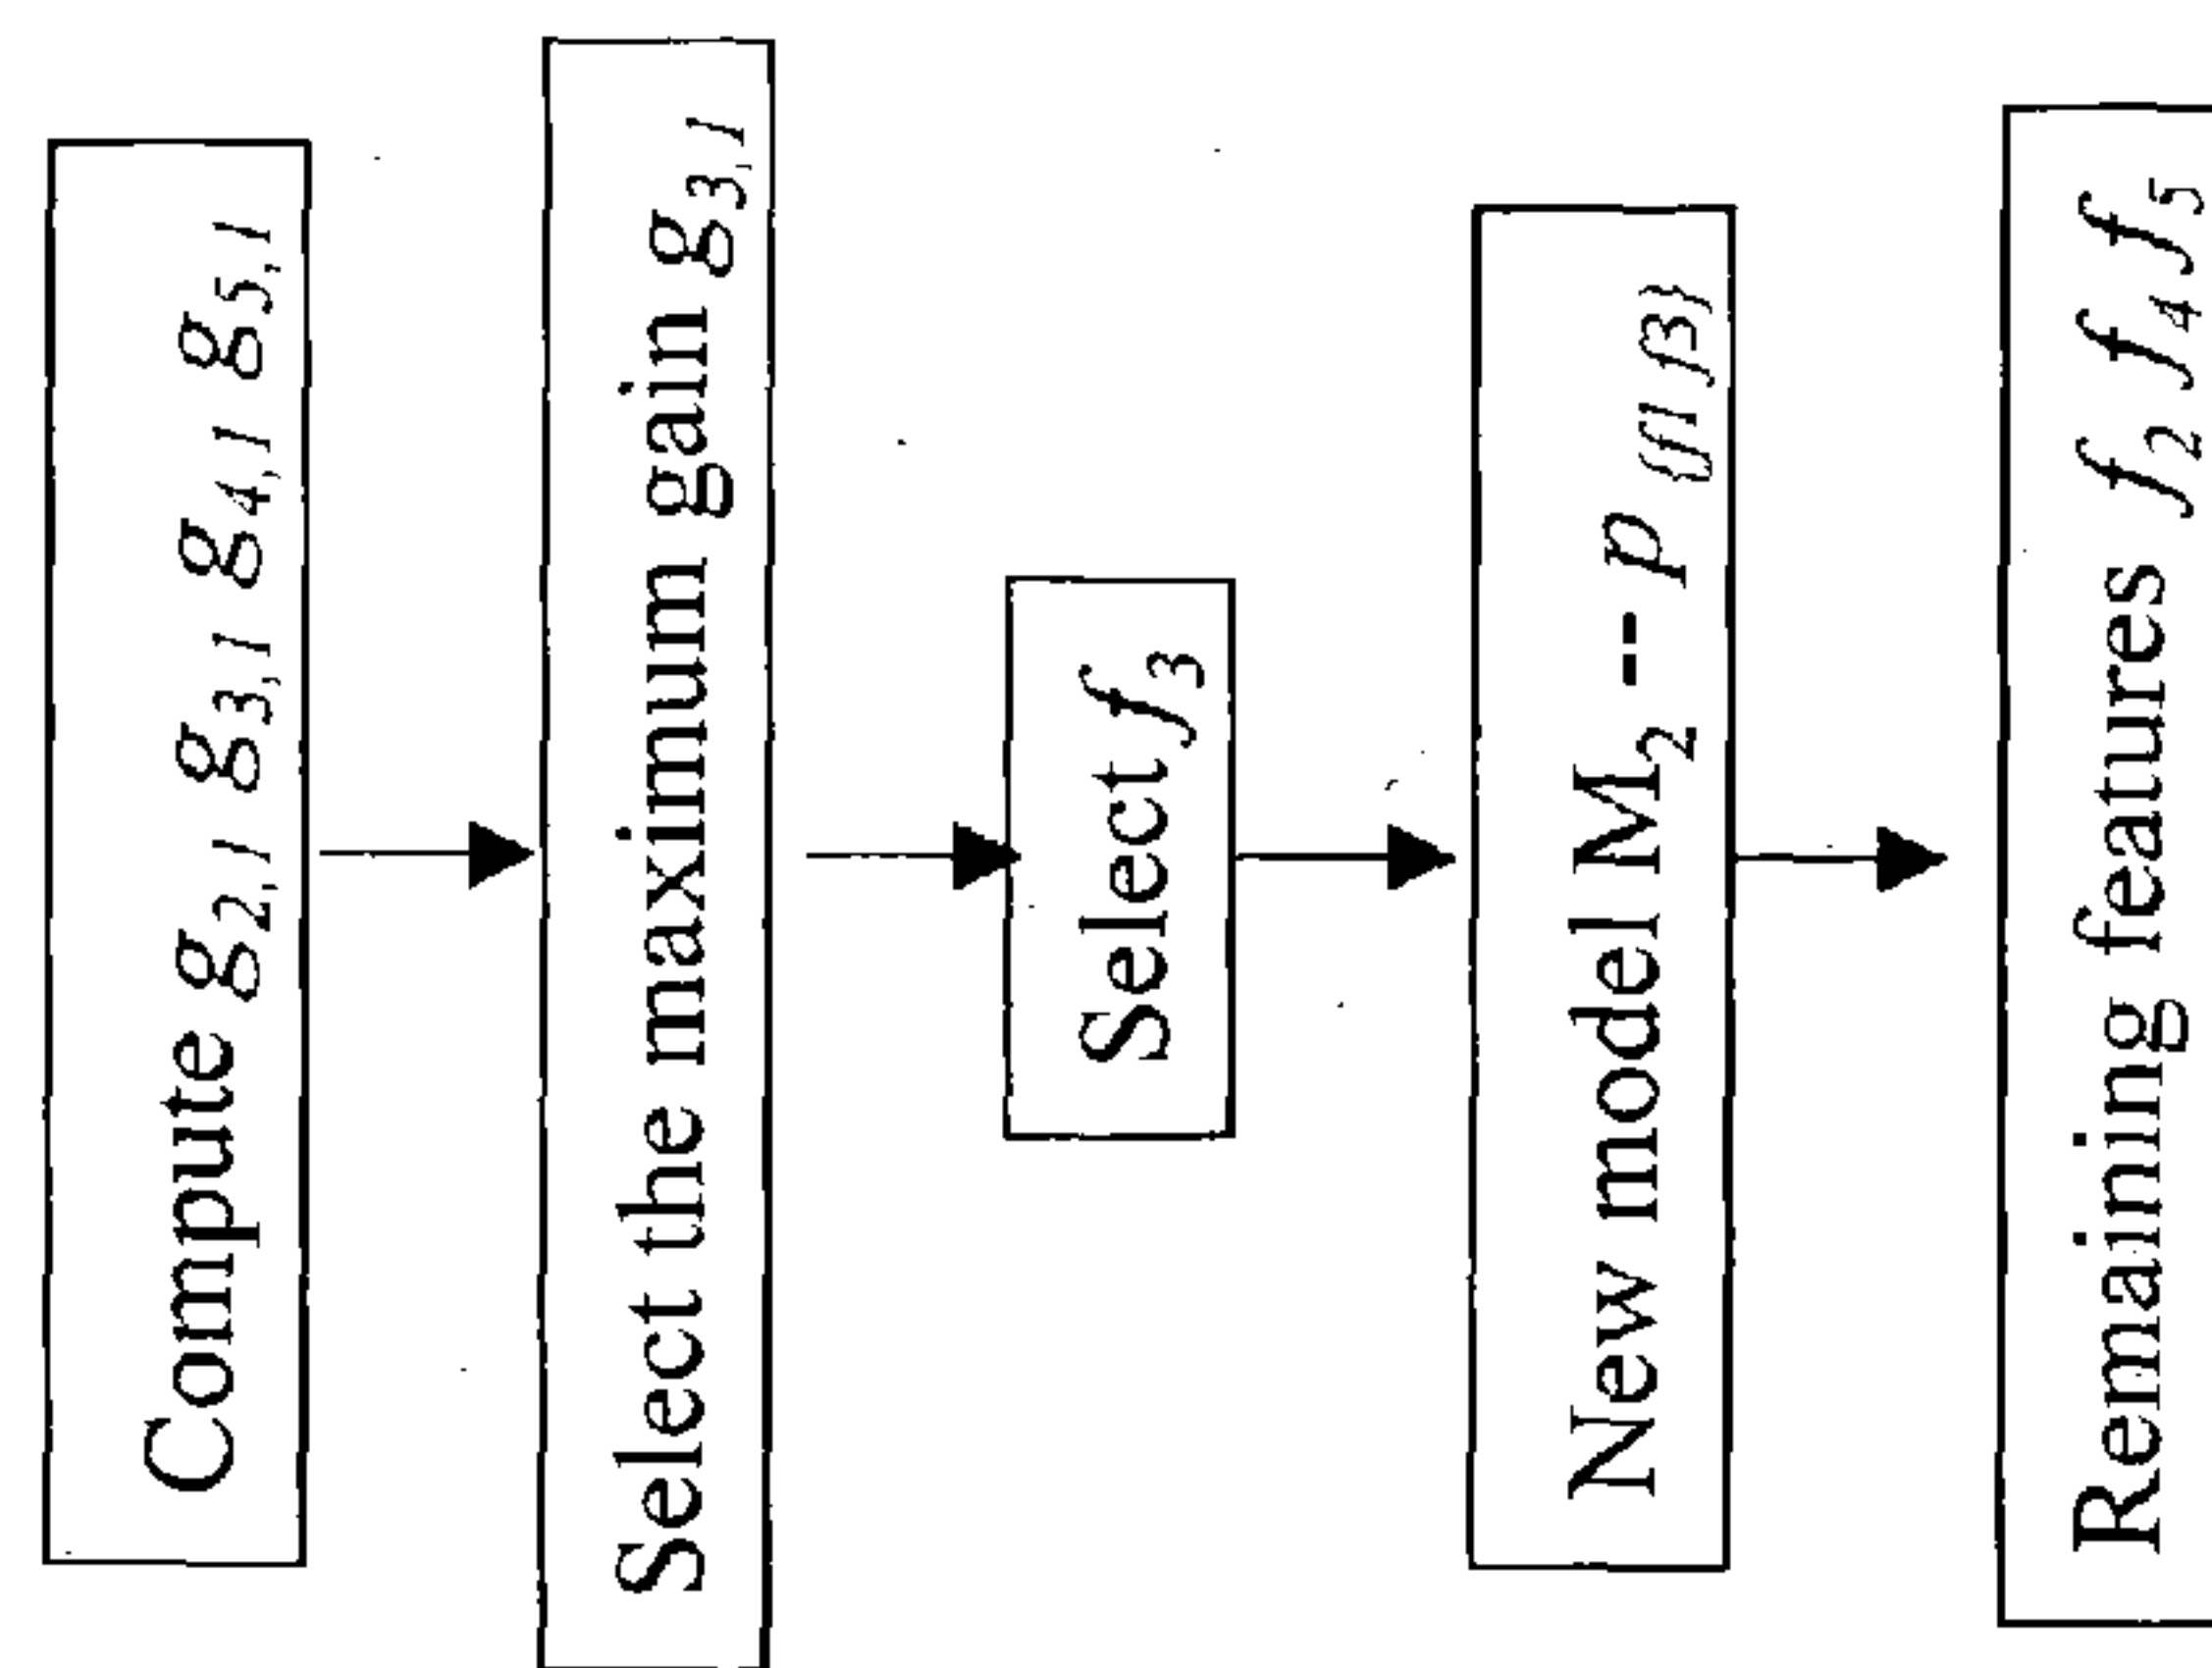 Compute g2,1 g3,1 g4,1 g5,1
Select the maximum gain g3,1
Select f3
New model M2 -- p {f1 f3}
Remaining features f2 f4 f5